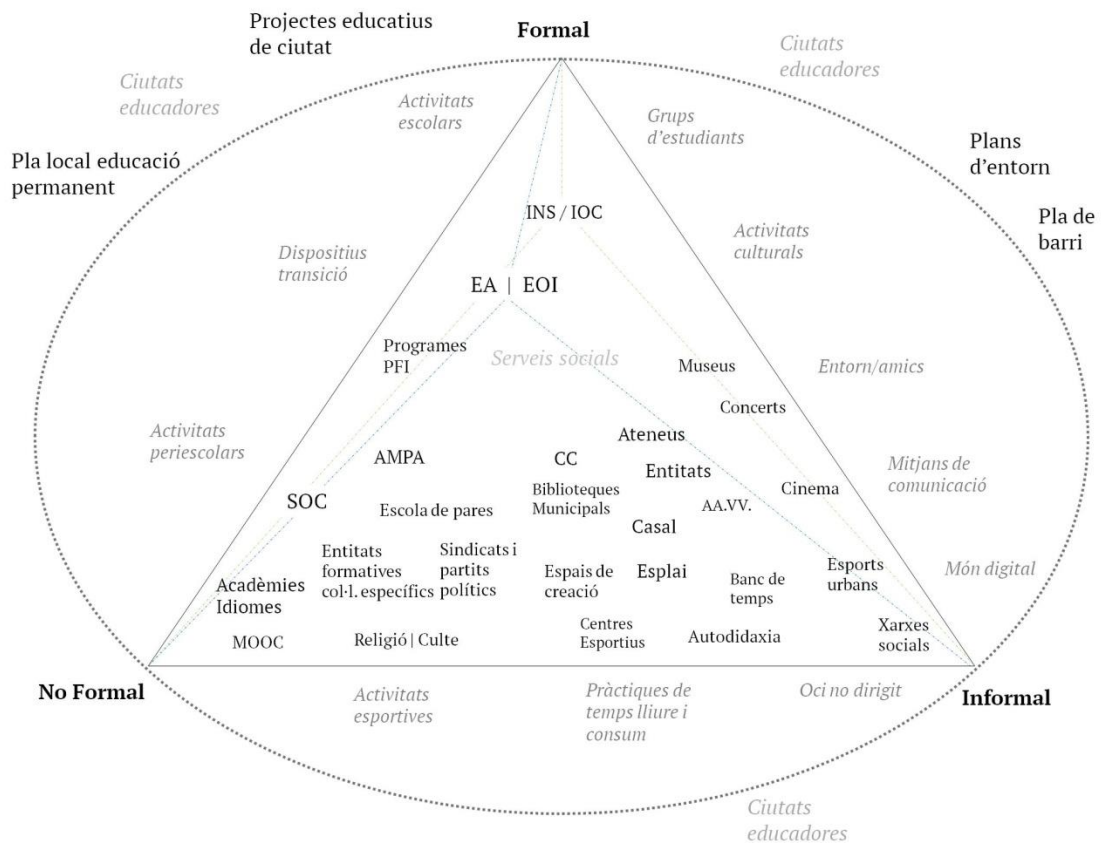 Projectes educatius
de ciutat
Formal
Ciutats
educadores
Ciutats
educadores
Activitats
escolars
Grups
d'estudiants
Pla local educació
permanent
Plans
d'entorn
INS / IOC
Pla de
barri
Activitats
culturals
Dispositius
transició
EA | EOI
Programes
PFI
Serveis sòcials
Museus
Entorn/amics
Concerts
Activitats
periescolars
Ateneus
AMPA
CC
Entitats
Mitjans de
comunicació
SOC
Escola de pares
Biblioteques
Municipals
AA.VV.
Cinema
Casal
Entitats
formatives
col·l. específics
Sindicats i
partits
polítics
Espais de
creació
Esplai
Banc de
temps
Esports
urbans
Món digital
Acadèmies
Idiomes
MOOC
Religió | Culte
Centres
Esportius
Autodidaxia
Xarxes
socials
No Formal
Activitats
esportives
Pràctiques de
temps lliure i
consum
Oci no dirigit
Informal
Ciutats
educadores